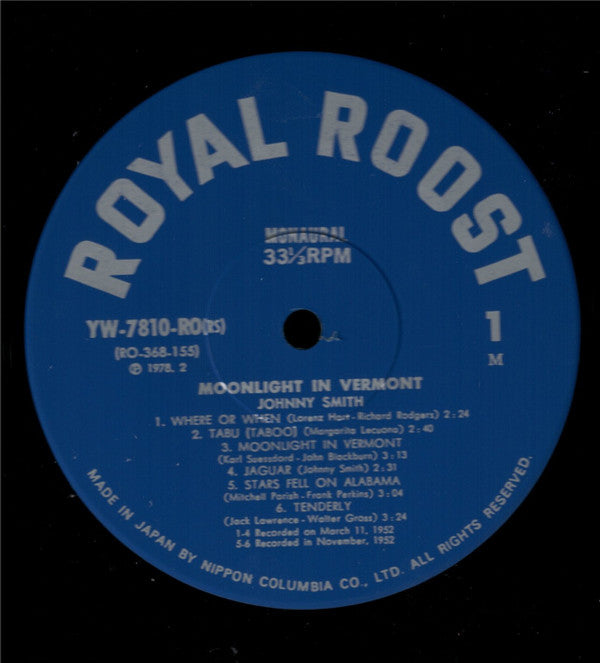 ROYAL ROOST
MONAURAL
33⅓RPM
YW-7810-RO(RS)
(RO-368-155)
Ⓟ 1978. 2
1
M
MOONLIGHT IN VERMONT
JOHNNY SMITH
1. WHERE OR WHEN (Lorenz Hart - Richard Rodgers) 2:24
2. TABU (TABOO) (Margarita Lecuona) 2:40
3. MOONLIGHT IN VERMONT
(Karl Suessdorf - John Blackburn) 3:13
4. JAGUAR (Johnny Smith) 2:31
5. STARS FELL ON ALABAMA
(Mitchell Parish - Frank Perkins) 3:04
6. TENDERLY
(Jack Lawrence - Walter Gross) 3:24
1-4 Recorded on March 11, 1952
5-6 Recorded in November, 1952
MADE IN JAPAN BY NIPPON COLUMBIA CO., LTD. ALL RIGHTS RESERVED.